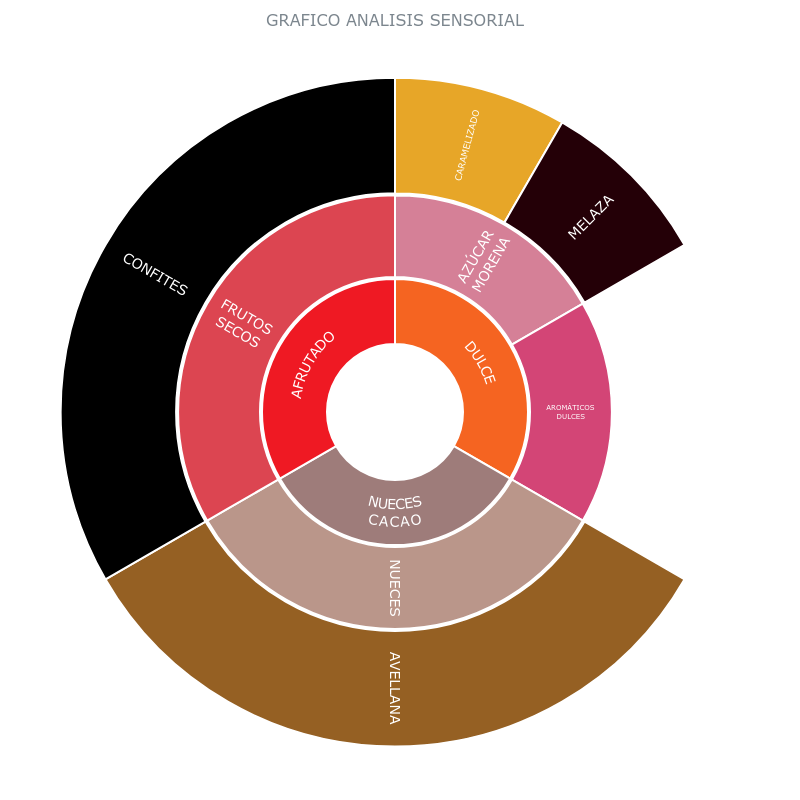 GRAFICO ANALISIS SENSORIAL
CARAMELIZADO
MELAZA
CONFITES
AZÚCAR
MORENA
FRUTOS
SECOS
AFRUTADO
DULCE
AROMÁTICOS
DULCES
NUECES
CACAO
NUECES
AVELLANA